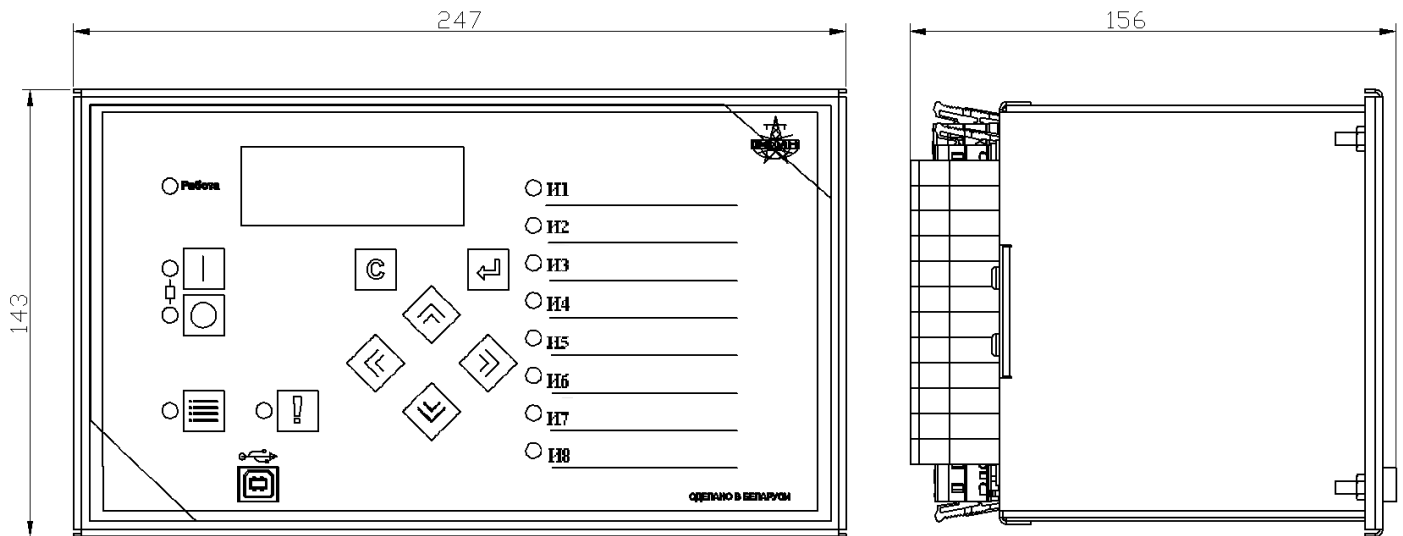 247
156
143
Работа
И1
И2
И3
C
И4
И5
И6
И7
И8
СДЕЛАНО В БЕЛАРУСИ